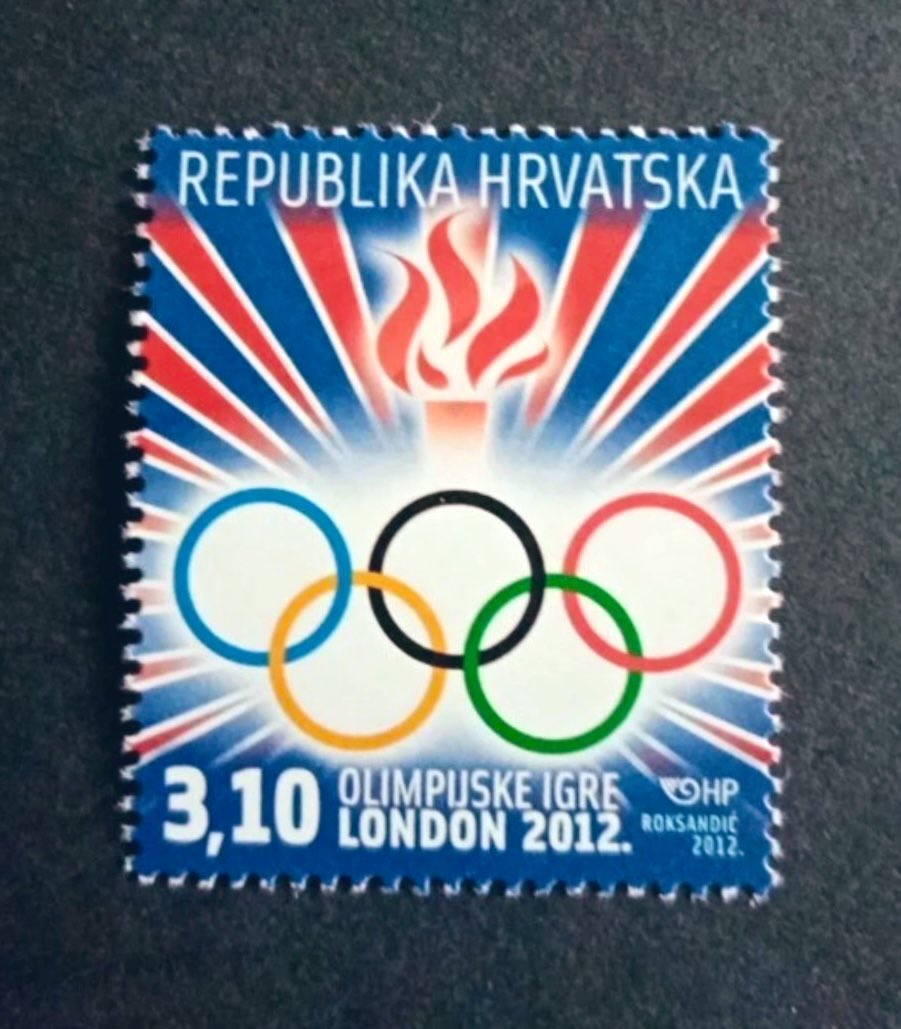 REPUBLIKA HRVATSKA
3,10
OLIMPIJSKE IGRE
LONDON 2012.
HP
ROKSANDIĆ
2012.